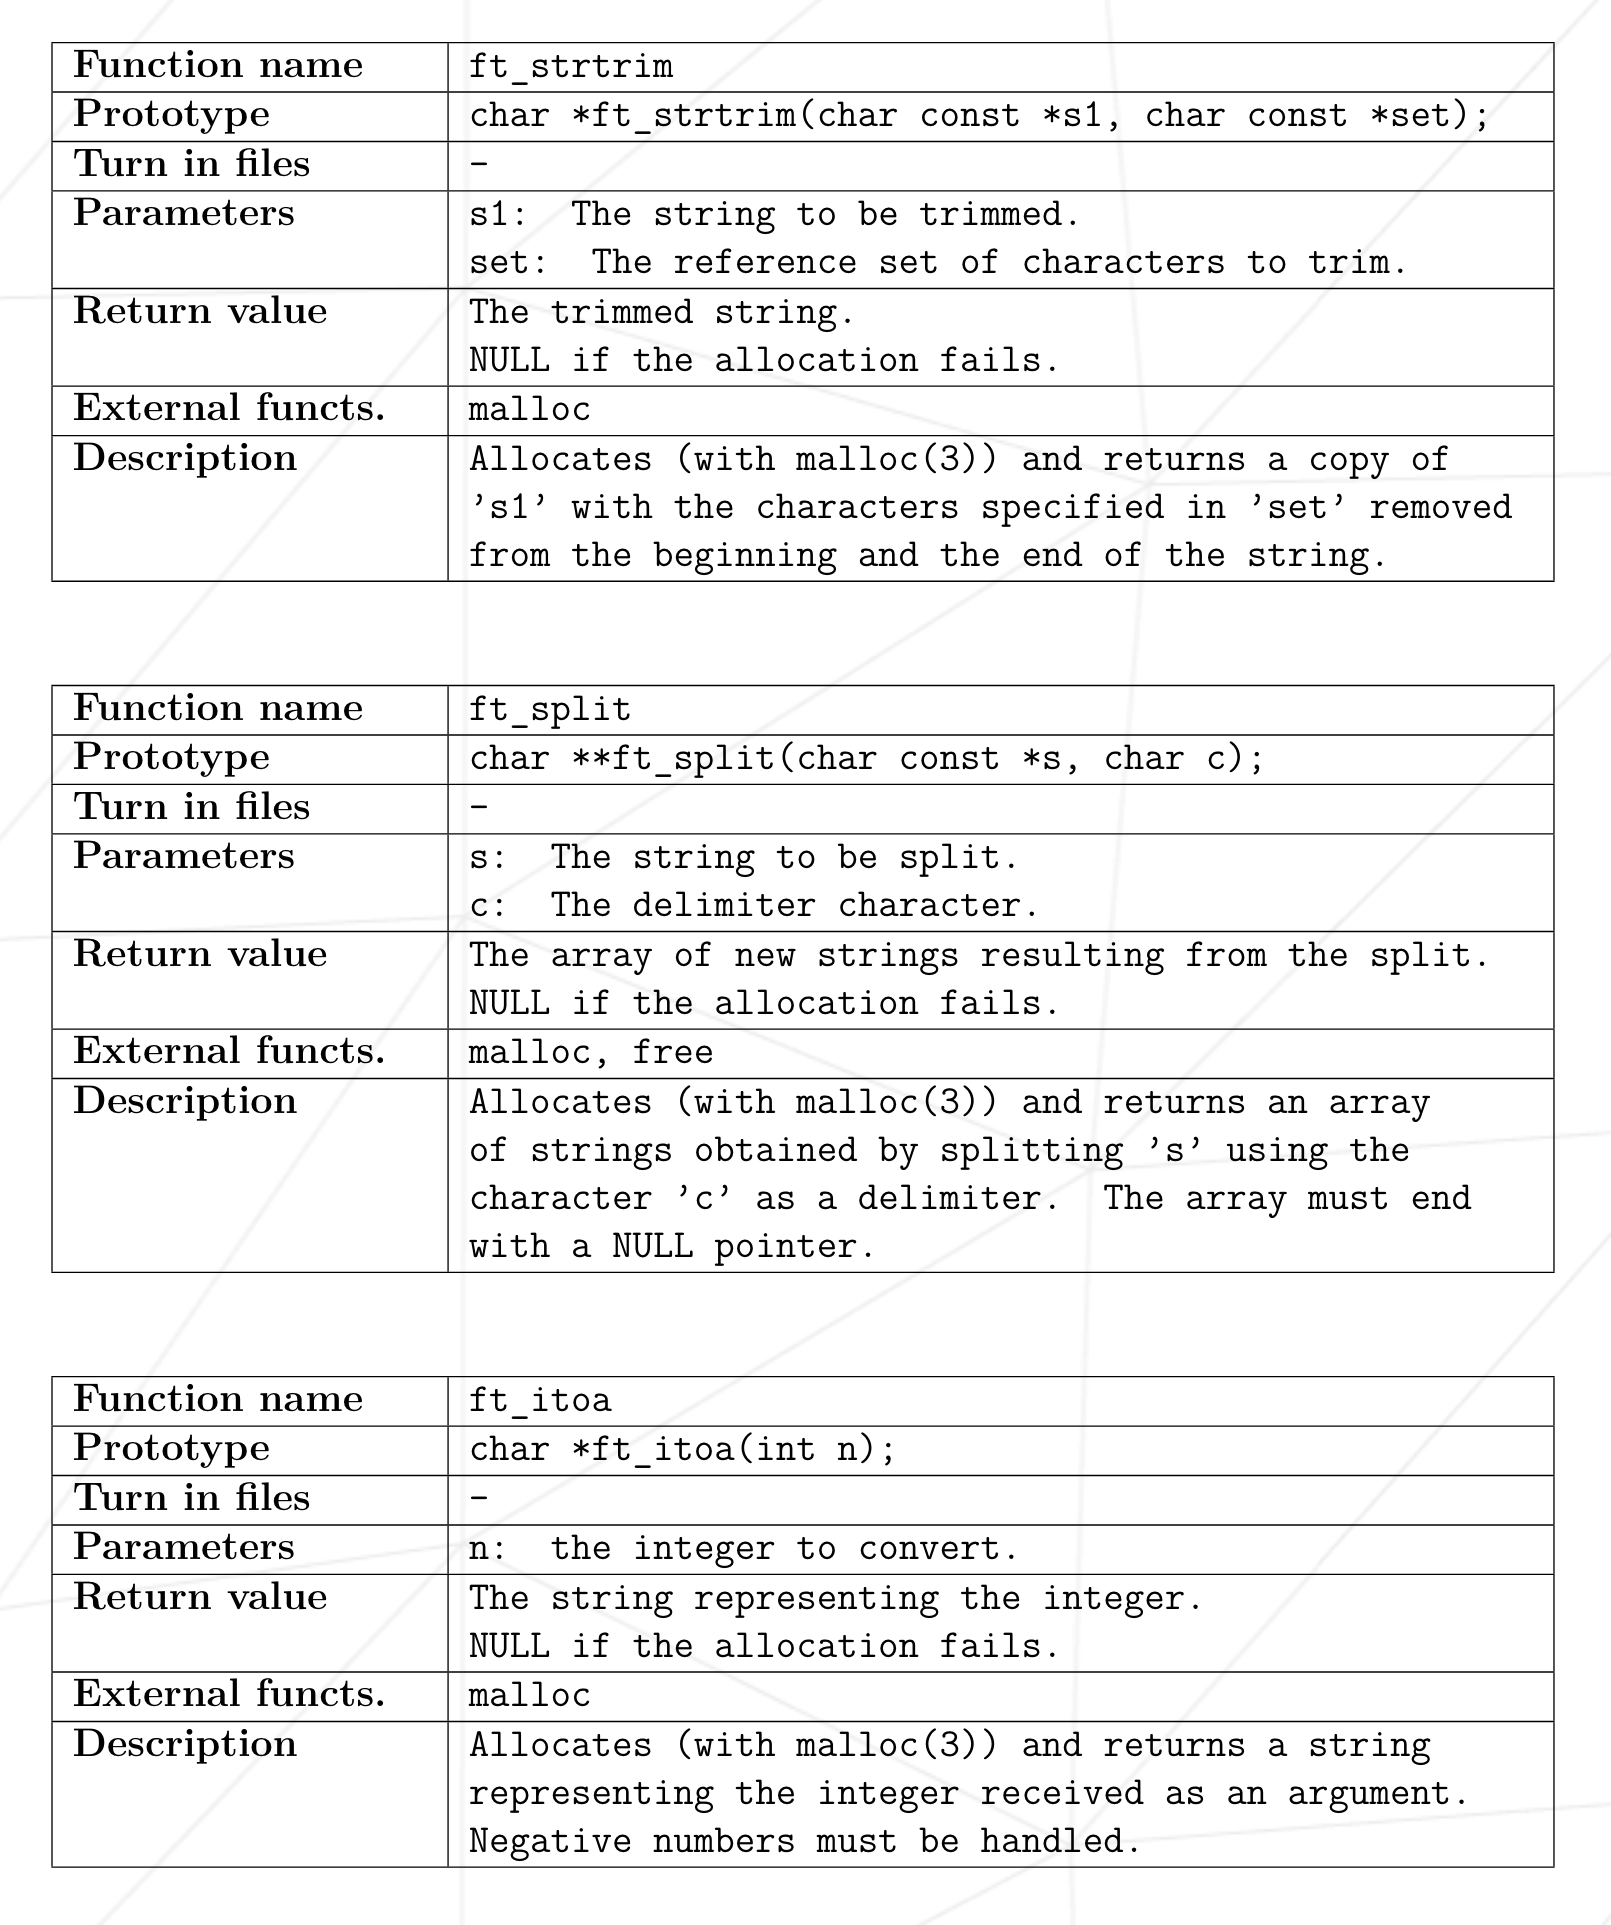 Function name ft_strtrim
Prototype char *ft_strtrim(char const *s1, char const *set);
Turn in files -
Parameters s1: The string to be trimmed.
set: The reference set of characters to trim.
Return value The trimmed string.
NULL if the allocation fails.
External functs. malloc
Description Allocates (with malloc(3)) and returns a copy of
's1' with the characters specified in 'set' removed
from the beginning and the end of the string.
Function name ft_split
Prototype char **ft_split(char const *s, char c);
Turn in files -
Parameters s: The string to be split.
c: The delimiter character.
Return value The array of new strings resulting from the split.
NULL if the allocation fails.
External functs. malloc, free
Description Allocates (with malloc(3)) and returns an array
of strings obtained by splitting 's' using the
character 'c' as a delimiter. The array must end
with a NULL pointer.
Function name ft_itoa
Prototype char *ft_itoa(int n);
Turn in files -
Parameters n: the integer to convert.
Return value The string representing the integer.
NULL if the allocation fails.
External functs. malloc
Description Allocates (with malloc(3)) and returns a string
representing the integer received as an argument.
Negative numbers must be handled.